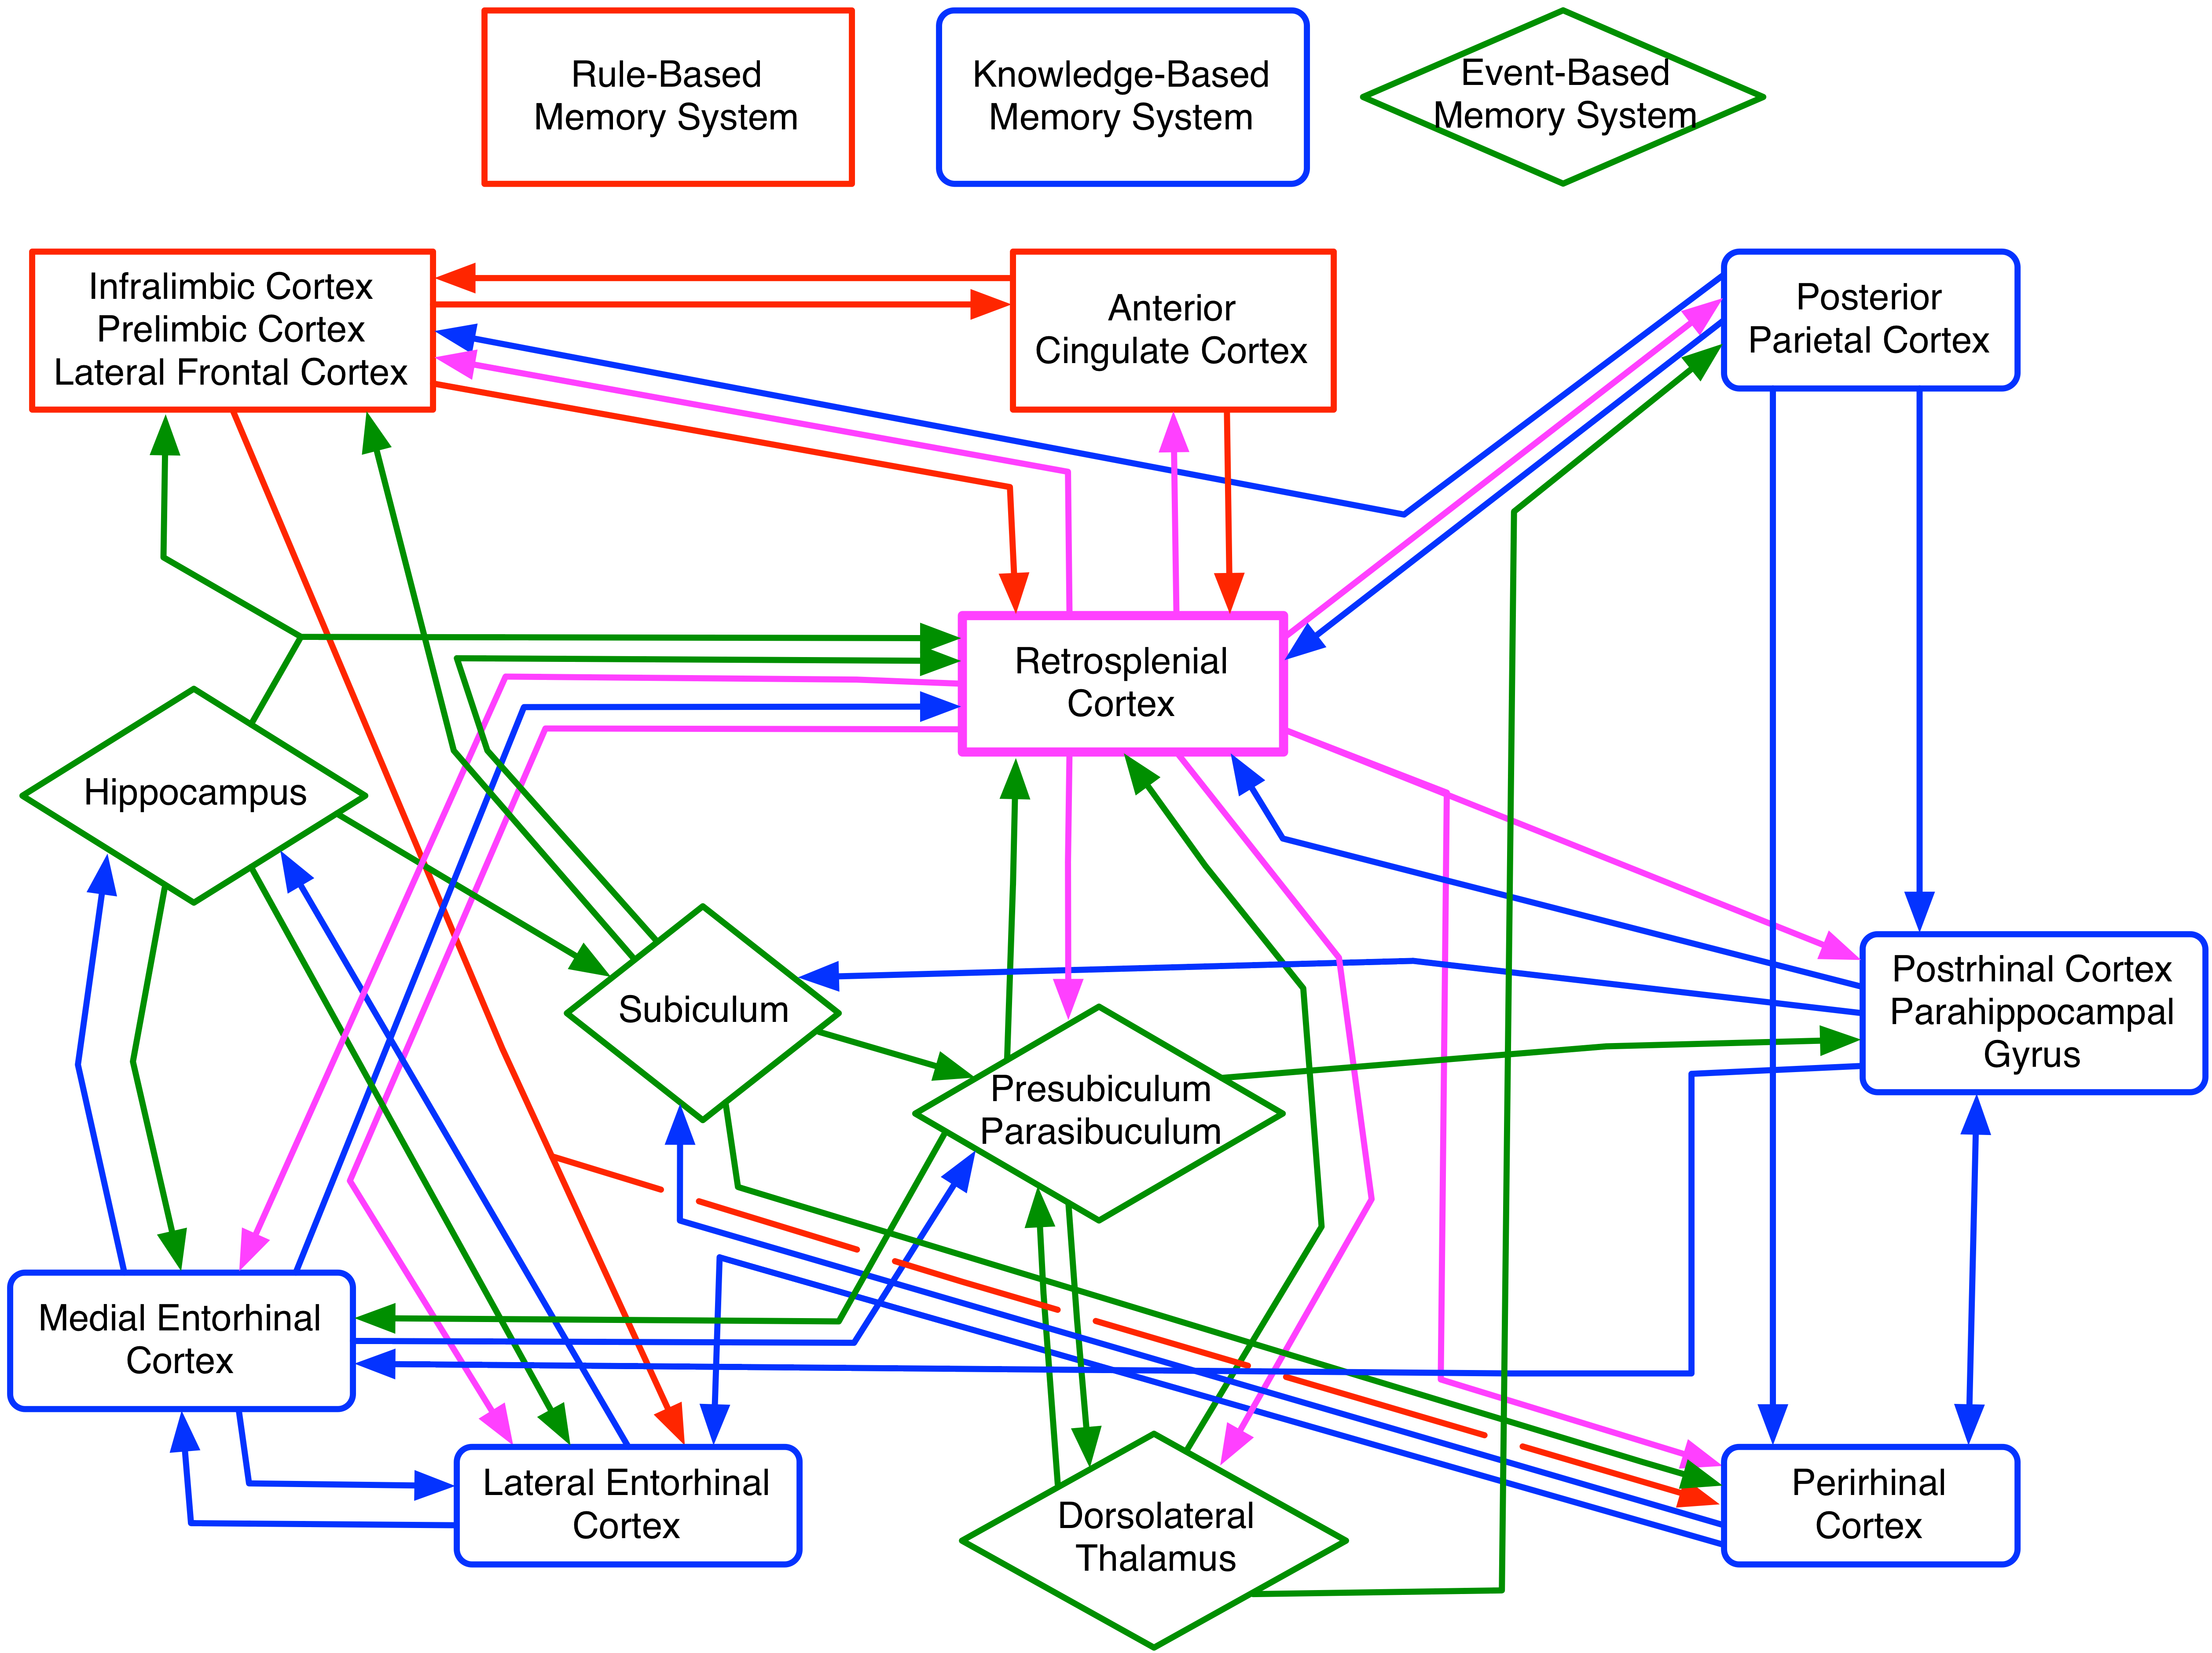 Rule-Based
Memory System
Knowledge-Based
Memory System
Event-Based
Memory System
Infralimbic Cortex
Prelimbic Cortex
Lateral Frontal Cortex
Anterior
Cingulate Cortex
Posterior
Parietal Cortex
Retrosplenial
Cortex
Hippocampus
Subiculum
Presubiculum
Parasibuculum
Postrhinal Cortex
Parahippocampal
Gyrus
Medial Entorhinal
Cortex
Lateral Entorhinal
Cortex
Dorsolateral
Thalamus
Perirhinal
Cortex